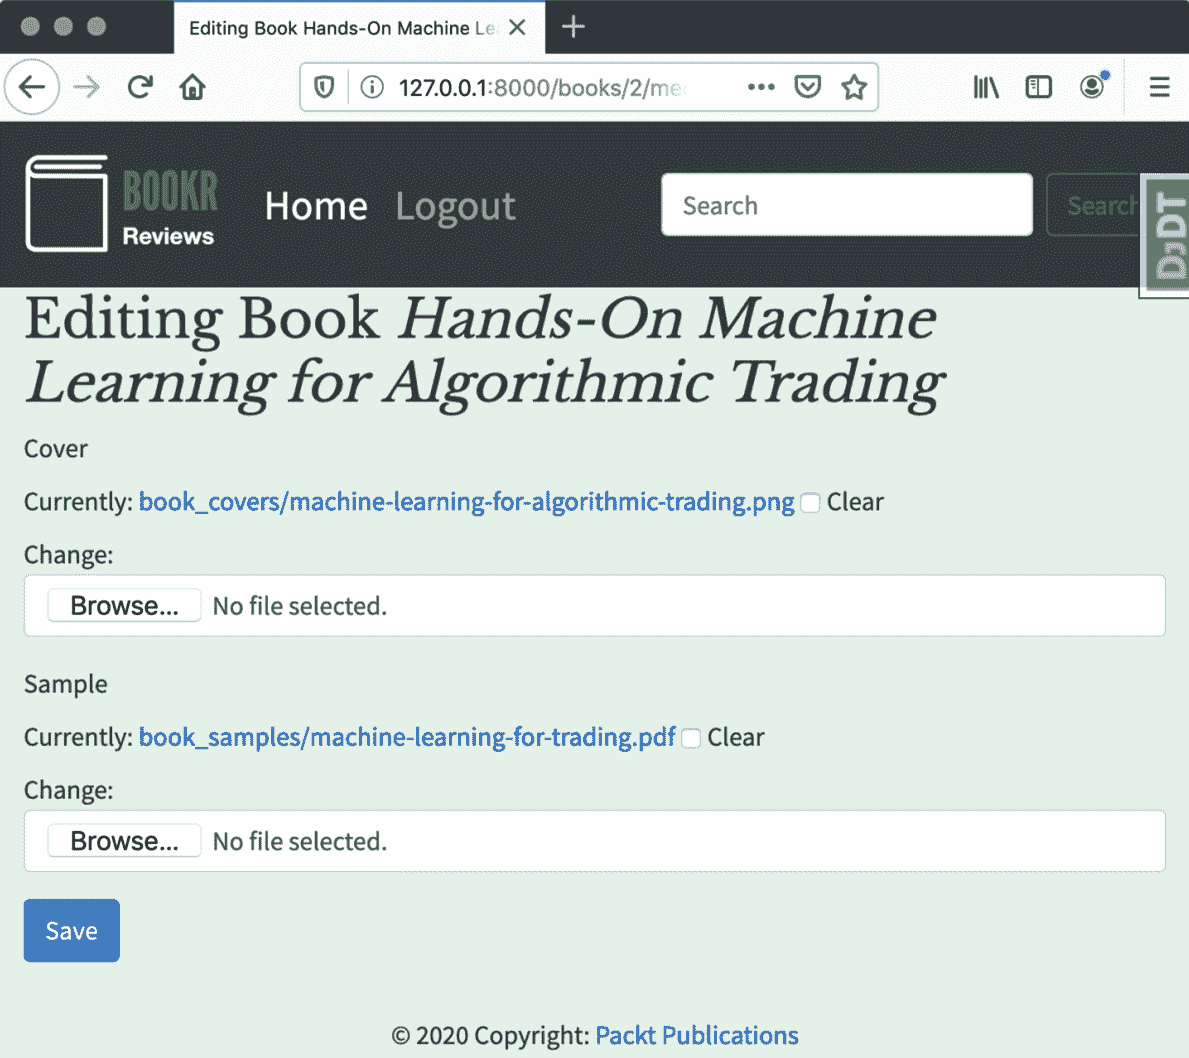 Editing Book Hands-On Machine Le
127.0.0.1:8000/books/2/me
BOOKR
Reviews
Home
Logout
Search
Search
DjDT
Editing Book Hands-On Machine
Learning for Algorithmic Trading
Cover
Currently: book_covers/machine-learning-for-algorithmic-trading.png Clear
Change:
Browse... No file selected.
Sample
Currently: book_samples/machine-learning-for-trading.pdf Clear
Change:
Browse... No file selected.
Save
© 2020 Copyright: Packt Publications